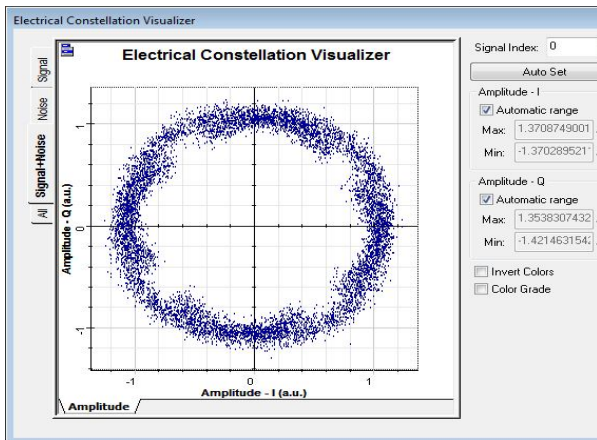 Electrical Constellation Visualizer
Signal Index: 0
Auto Set
Amplitude - I
Automatic range
Max: 1.3708749001
Min: -1.370289521
Amplitude - Q
Automatic range
Max: 1.3538307432
Min: -1.421463154
Invert Colors
Color Grade
Signal
Noise
Signal+Noise
All
Electrical Constellation Visualizer
Amplitude - Q (a.u.)
1
0
-1
-1
0
1
Amplitude - I (a.u.)
Amplitude